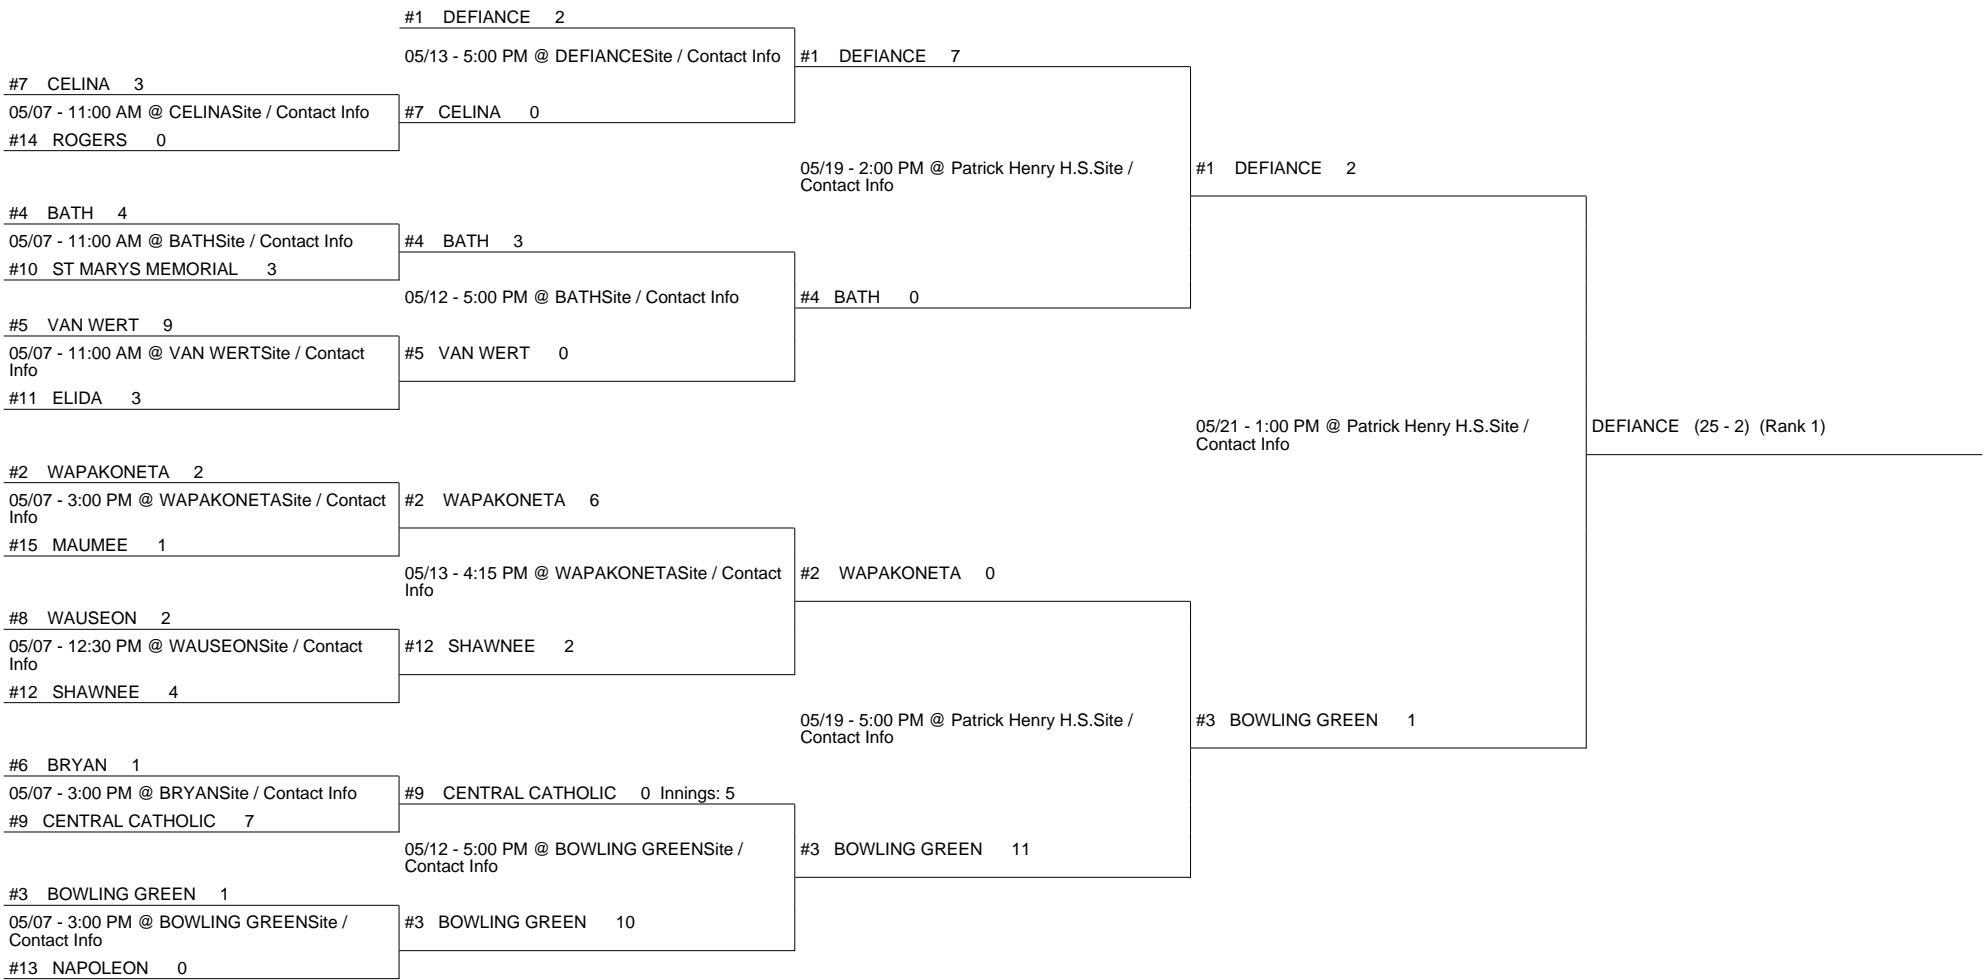 #1 DEFIANCE 2
05/13 - 5:00 PM @ DEFIANCESite / Contact Info
#1 DEFIANCE 7
#7 CELINA 3
05/07 - 11:00 AM @ CELINASite / Contact Info
#7 CELINA 0
#14 ROGERS 0
05/19 - 2:00 PM @ Patrick Henry H.S.Site /
Contact Info
#1 DEFIANCE 2
#4 BATH 4
05/07 - 11:00 AM @ BATHSite / Contact Info
#4 BATH 3
#10 ST MARYS MEMORIAL 3
05/12 - 5:00 PM @ BATHSite / Contact Info
#4 BATH 0
#5 VAN WERT 9
05/07 - 11:00 AM @ VAN WERTSite / Contact
Info
#5 VAN WERT 0
#11 ELIDA 3
05/21 - 1:00 PM @ Patrick Henry H.S.Site /
Contact Info
DEFIANCE (25 - 2) (Rank 1)
#2 WAPAKONETA 2
05/07 - 3:00 PM @ WAPAKONETASite / Contact
Info
#2 WAPAKONETA 6
#15 MAUMEE 1
05/13 - 4:15 PM @ WAPAKONETASite / Contact
Info
#2 WAPAKONETA 0
#8 WAUSEON 2
05/07 - 12:30 PM @ WAUSEONSite / Contact
Info
#12 SHAWNEE 2
#12 SHAWNEE 4
05/19 - 5:00 PM @ Patrick Henry H.S.Site /
Contact Info
#3 BOWLING GREEN 1
#6 BRYAN 1
05/07 - 3:00 PM @ BRYANSite / Contact Info
#9 CENTRAL CATHOLIC 0 Innings: 5
#9 CENTRAL CATHOLIC 7
05/12 - 5:00 PM @ BOWLING GREENSite /
Contact Info
#3 BOWLING GREEN 11
#3 BOWLING GREEN 1
05/07 - 3:00 PM @ BOWLING GREENSite /
Contact Info
#3 BOWLING GREEN 10
#13 NAPOLEON 0